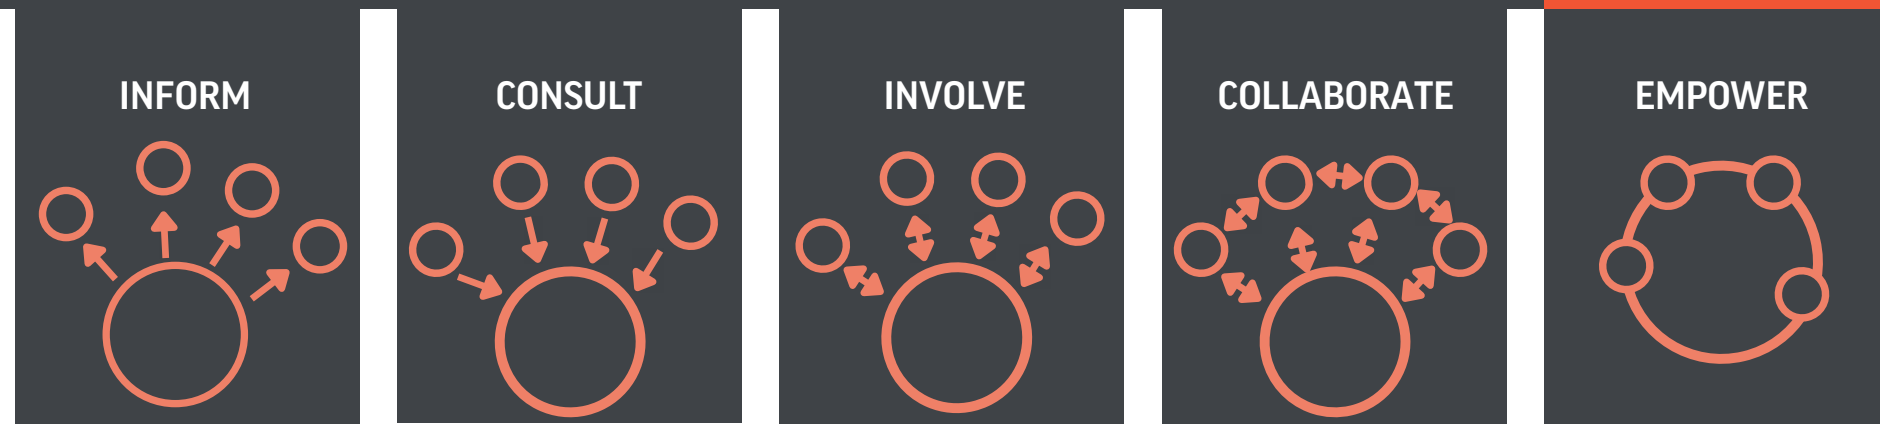 INFORM
CONSULT
INVOLVE
COLLABORATE
EMPOWER